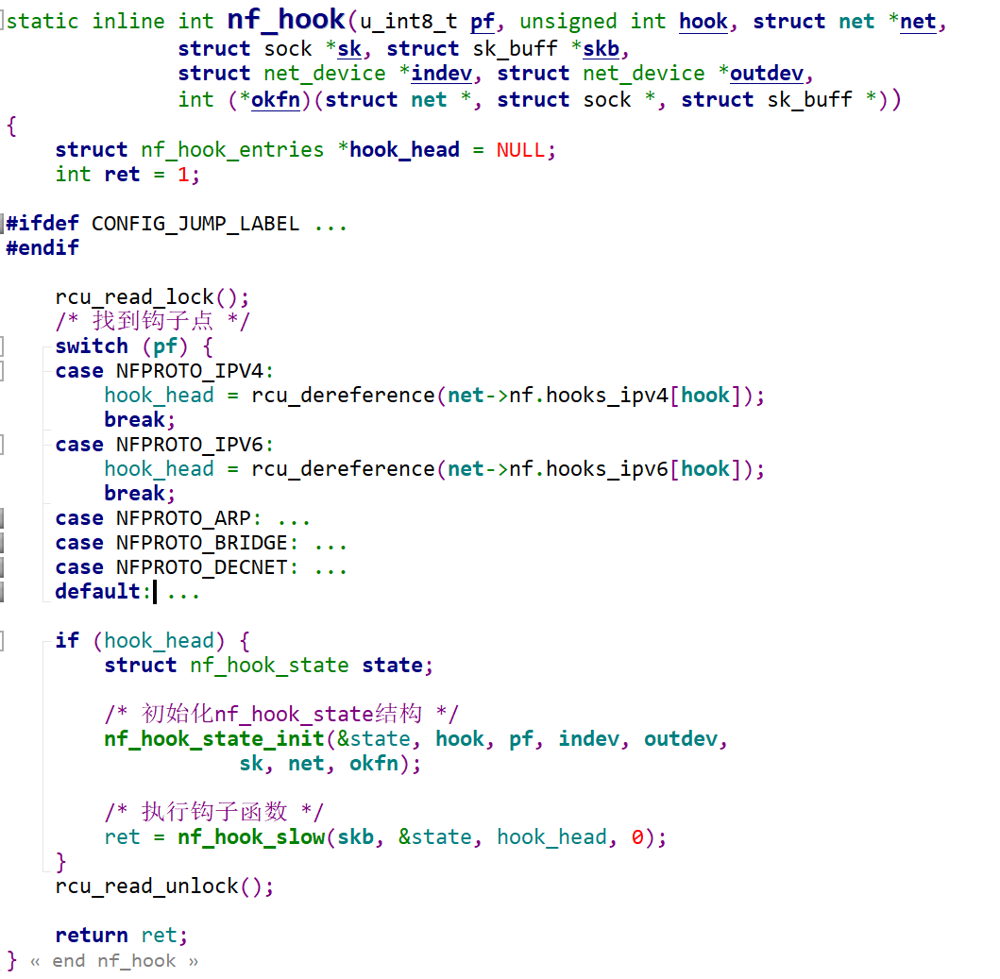 static inline int nf_hook(u_int8_t pf, unsigned int hook, struct net *net,
struct sock *sk, struct sk_buff *skb,
struct net_device *indev, struct net_device *outdev,
int (*okfn)(struct net *, struct sock *, struct sk_buff *))
{
struct nf_hook_entries *hook_head = NULL;
int ret = 1;
#ifdef CONFIG_JUMP_LABEL ...
#endif
rcu_read_lock();
/* 找到钩子点 */
switch (pf) {
case NFPROTO_IPV4:
hook_head = rcu_dereference(net->nf.hooks_ipv4[hook]);
break;
case NFPROTO_IPV6:
hook_head = rcu_dereference(net->nf.hooks_ipv6[hook]);
break;
case NFPROTO_ARP: ...
case NFPROTO_BRIDGE: ...
case NFPROTO_DECNET: ...
default: ...
if (hook_head) {
struct nf_hook_state state;
/* 初始化nf_hook_state结构 */
nf_hook_state_init(&state, hook, pf, indev, outdev,
sk, net, okfn);
/* 执行钩子函数 */
ret = nf_hook_slow(skb, &state, hook_head, 0);
}
rcu_read_unlock();
return ret;
} « end nf_hook »